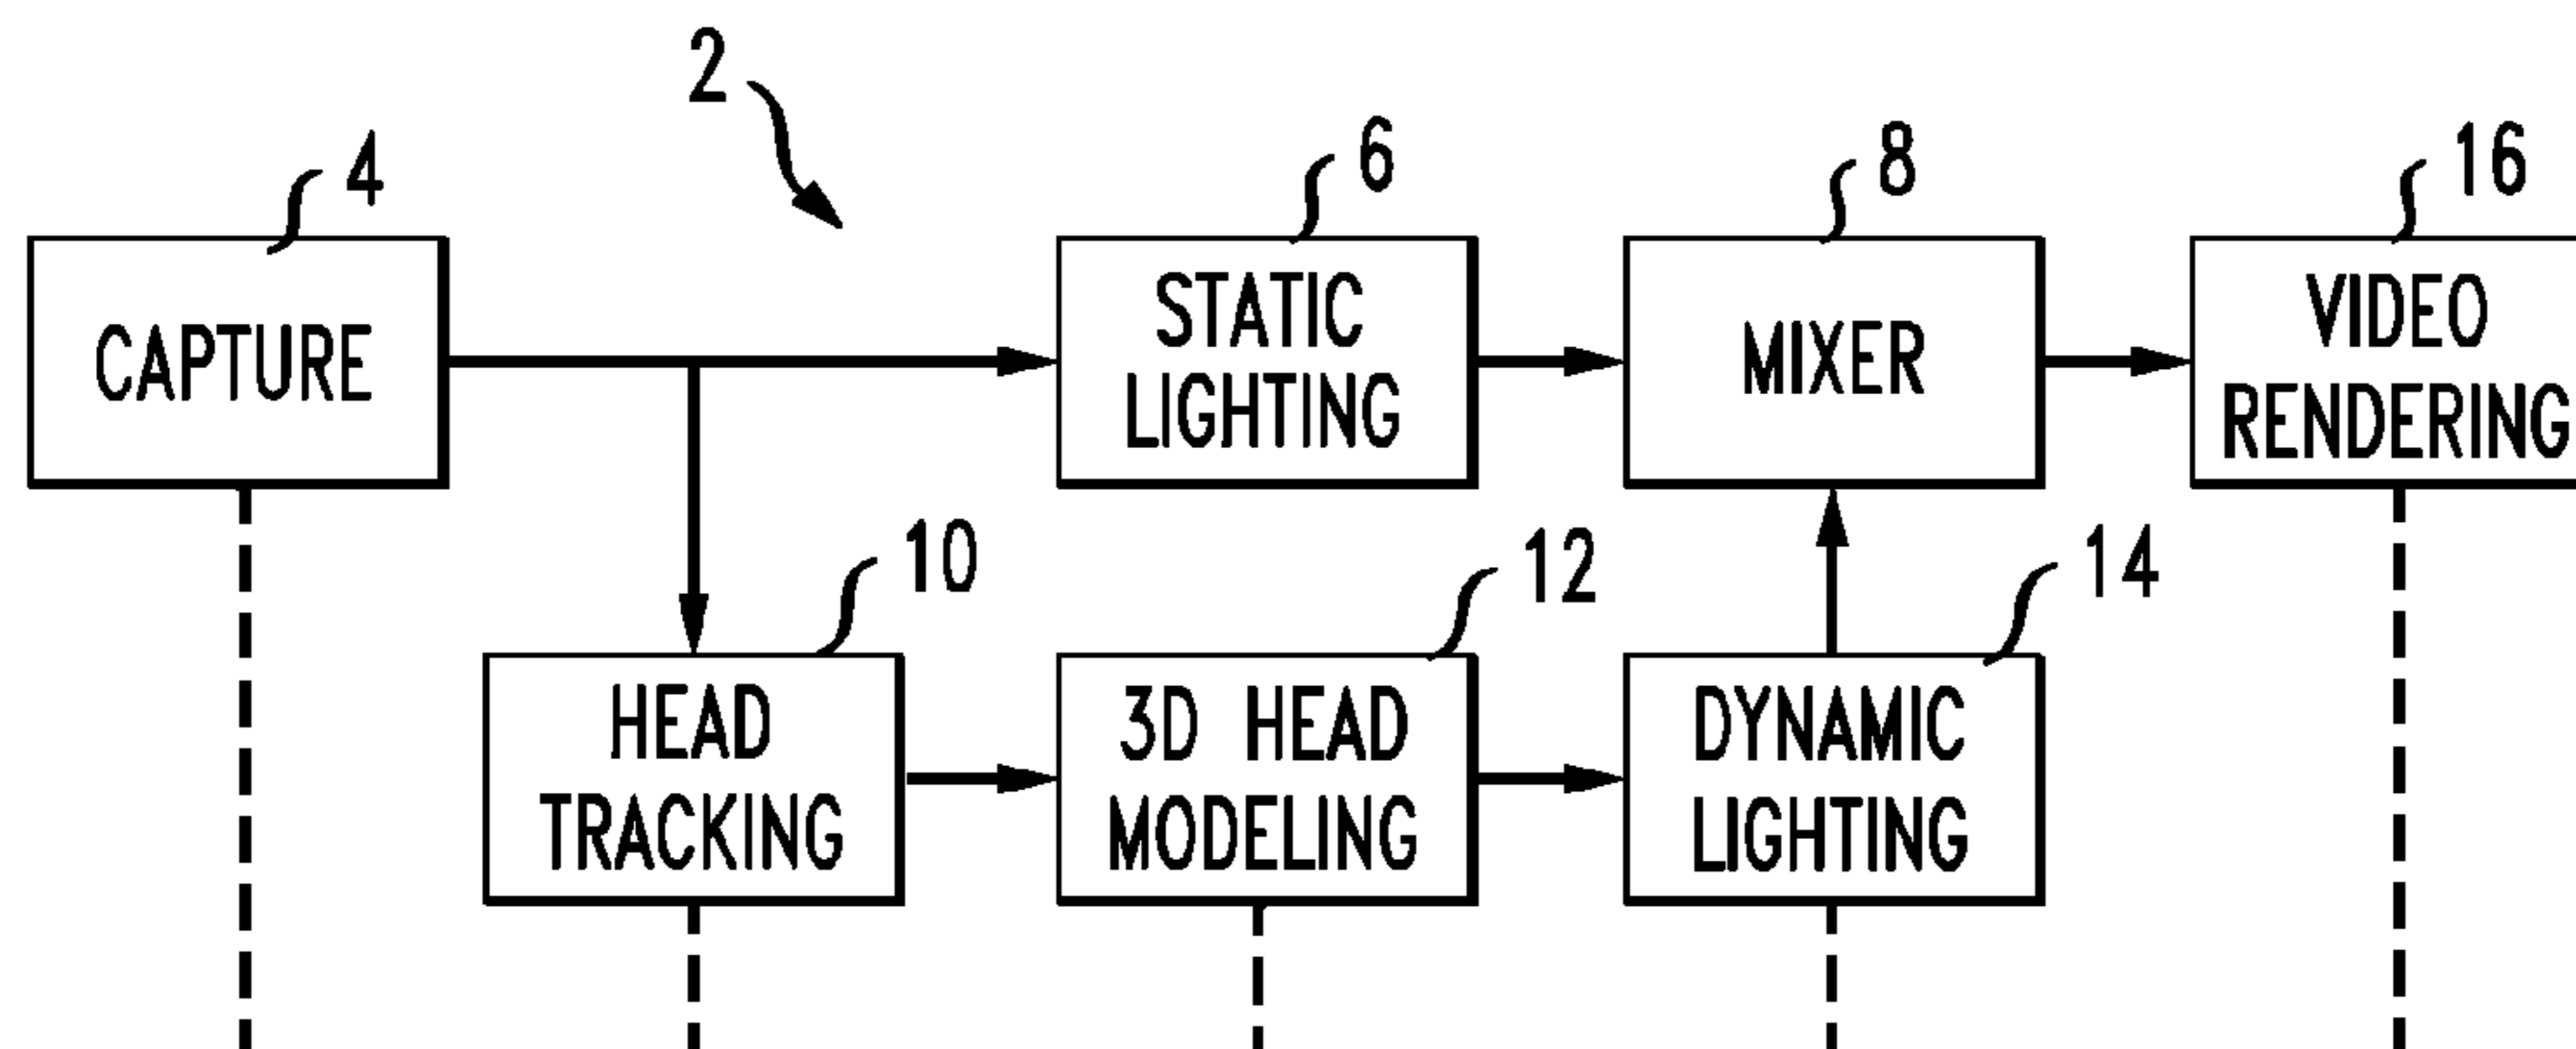 2
4
6
8
16
CAPTURE
STATIC
LIGHTING
MIXER
VIDEO
RENDERING
10
12
14
HEAD
TRACKING
3D HEAD
MODELING
DYNAMIC
LIGHTING